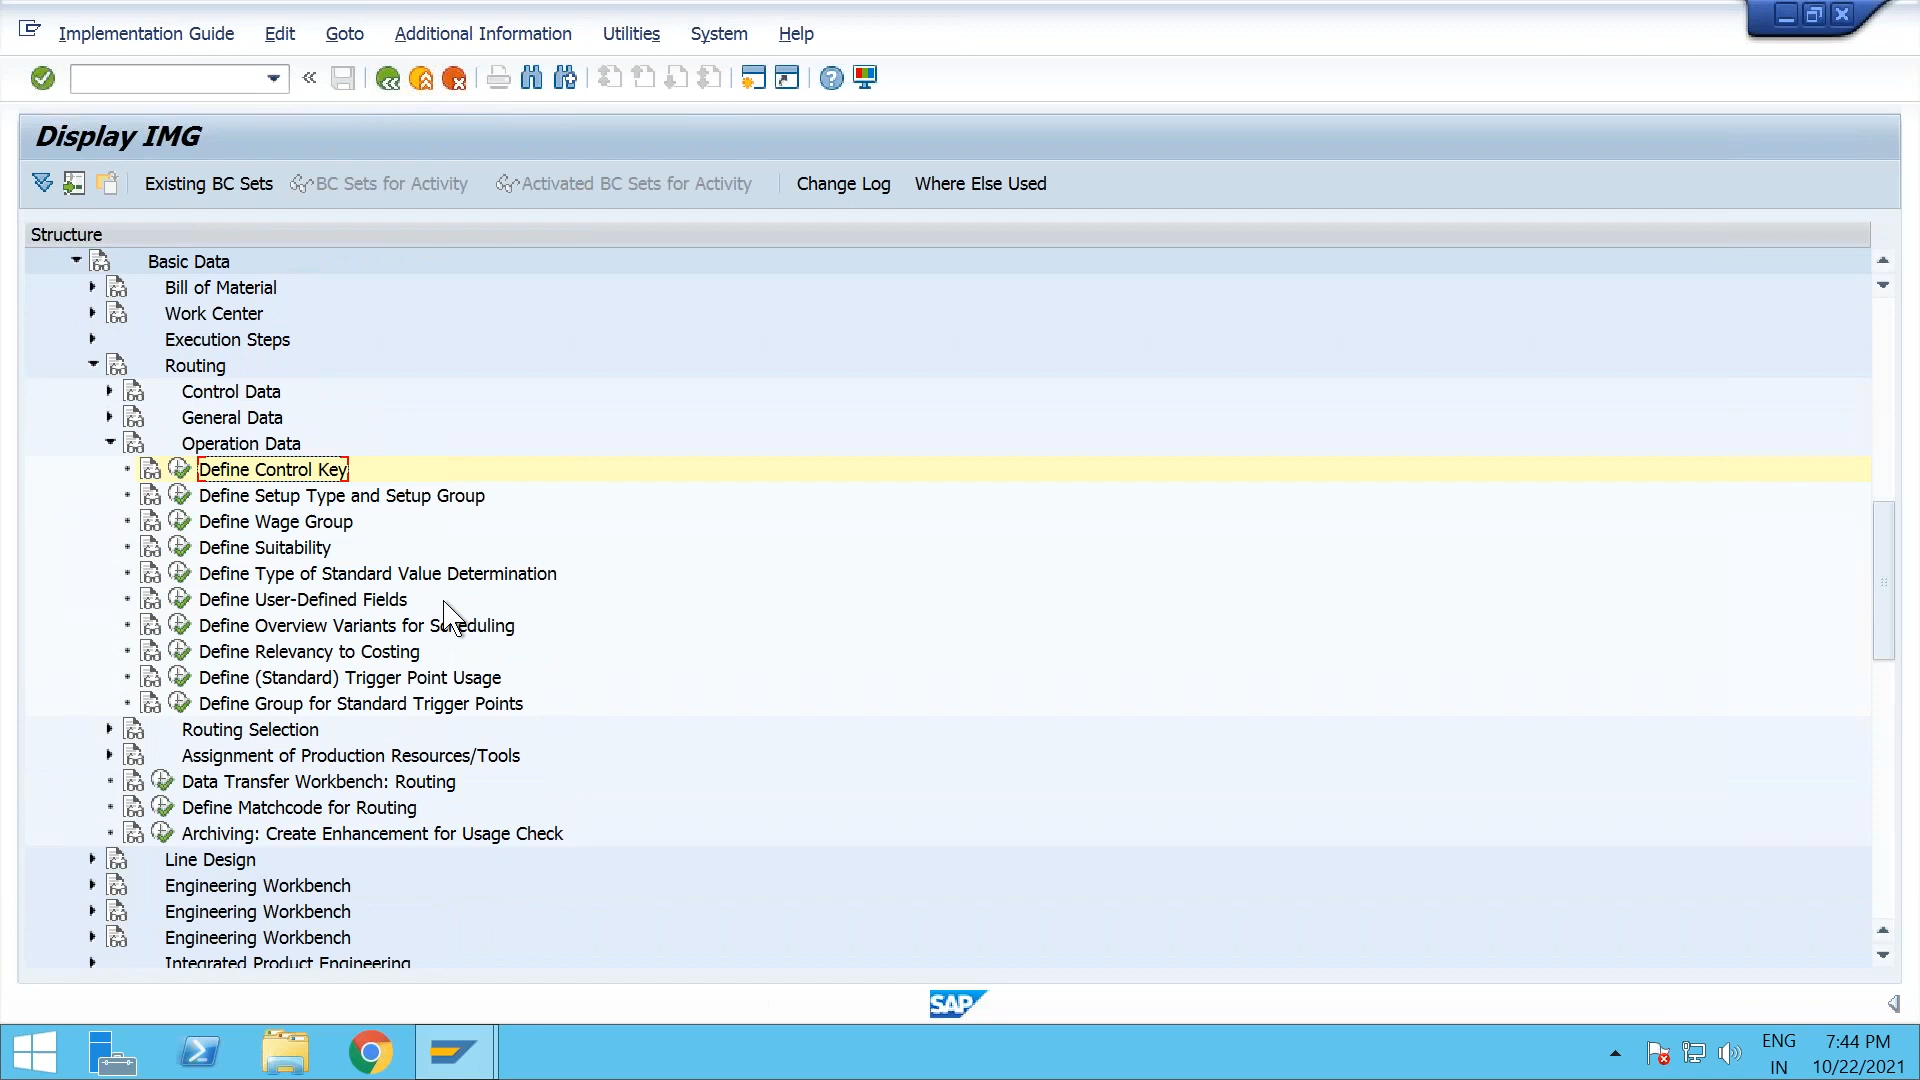 Implementation Guide Edit Goto Additional Information Utilities System Help
Display IMG
Existing BC Sets BC Sets for Activity Activated BC Sets for Activity Change Log Where Else Used
Structure
Basic Data
Bill of Material
Work Center
Execution Steps
Routing
Control Data
General Data
Operation Data
Define Control Key
Define Setup Type and Setup Group
Define Wage Group
Define Suitability
Define Type of Standard Value Determination
Define User-Defined Fields
Define Overview Variants for Scheduling
Define Relevancy to Costing
Define (Standard) Trigger Point Usage
Define Group for Standard Trigger Points
Routing Selection
Assignment of Production Resources/Tools
Data Transfer Workbench: Routing
Define Matchcode for Routing
Archiving: Create Enhancement for Usage Check
Line Design
Engineering Workbench
Engineering Workbench
Engineering Workbench
Integrated Product Engineering
SAP
ENG 7:44 PM
IN 10/22/2021